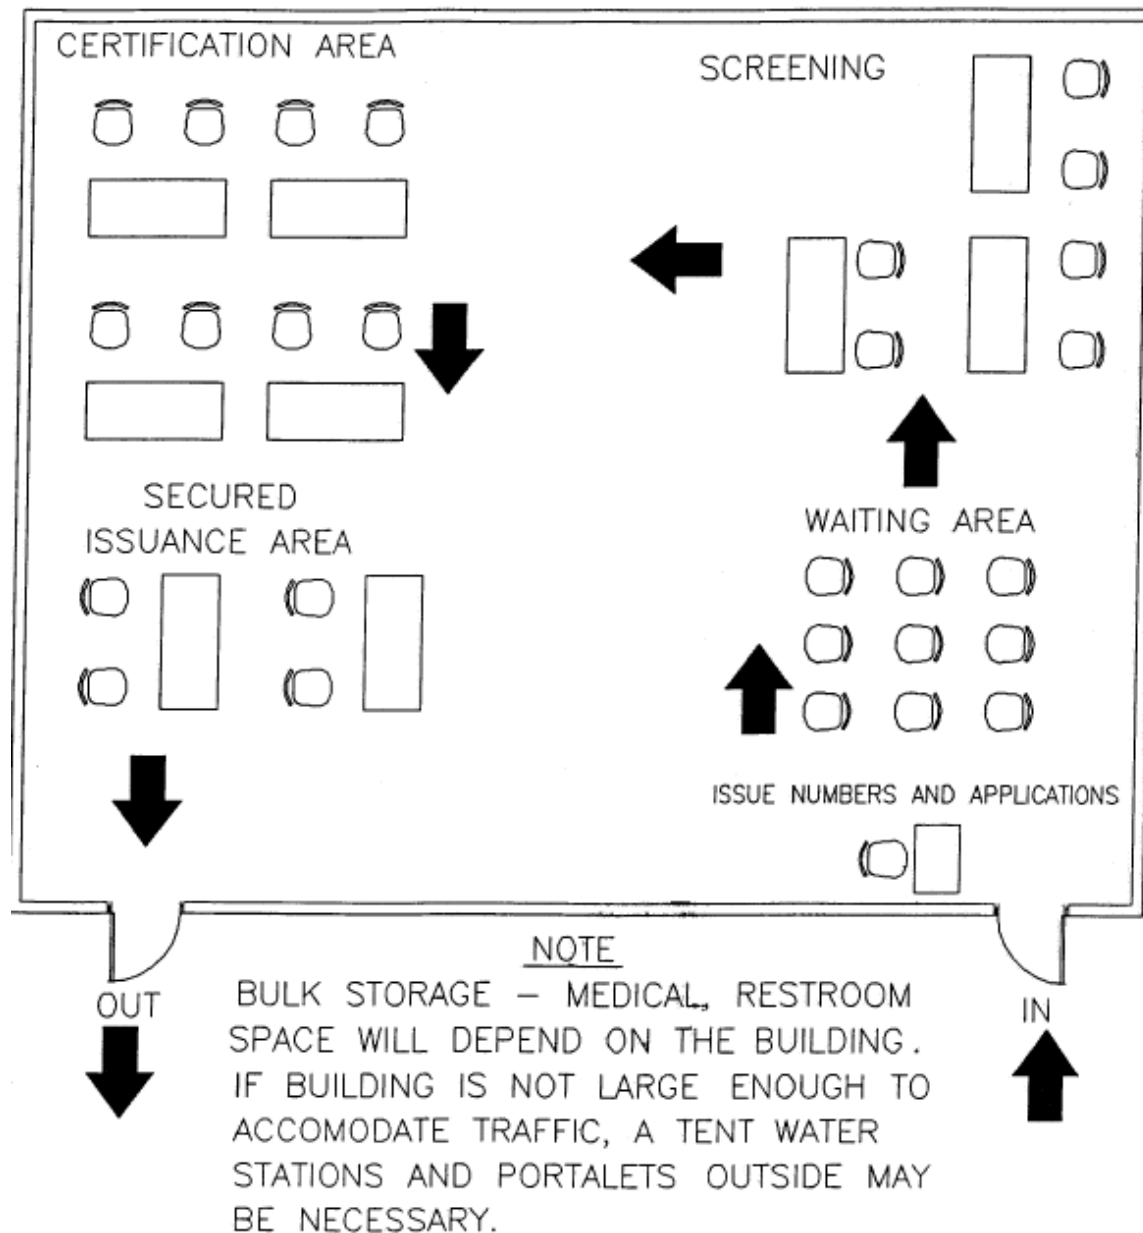 CERTIFICATION AREA
SCREENING
SECURED
ISSUANCE AREA
WAITING AREA
ISSUE NUMBERS AND APPLICATIONS
OUT
IN
NOTE
BULK STORAGE – MEDICAL, RESTROOM
SPACE WILL DEPEND ON THE BUILDING.
IF BUILDING IS NOT LARGE ENOUGH TO
ACCOMODATE TRAFFIC, A TENT WATER
STATIONS AND PORTALETS OUTSIDE MAY
BE NECESSARY.